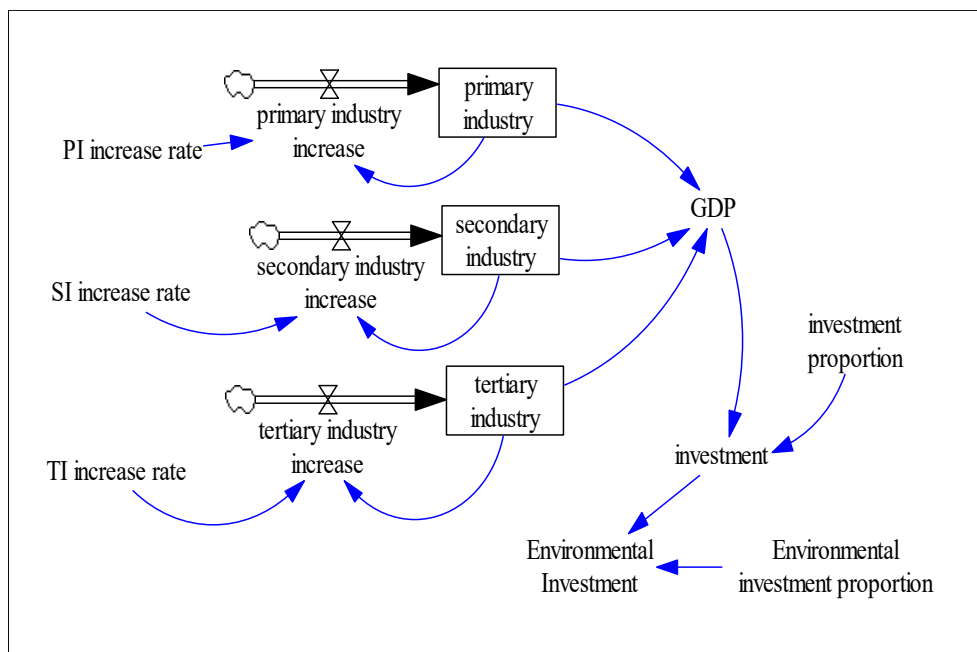 primary
industry
primary industry
increase
PI increase rate
GDP
secondary
industry
secondary industry
increase
SI increase rate
investment
proportion
tertiary
industry
tertiary industry
increase
TI increase rate
investment
Environmental
Investment
Environmental
investment proportion